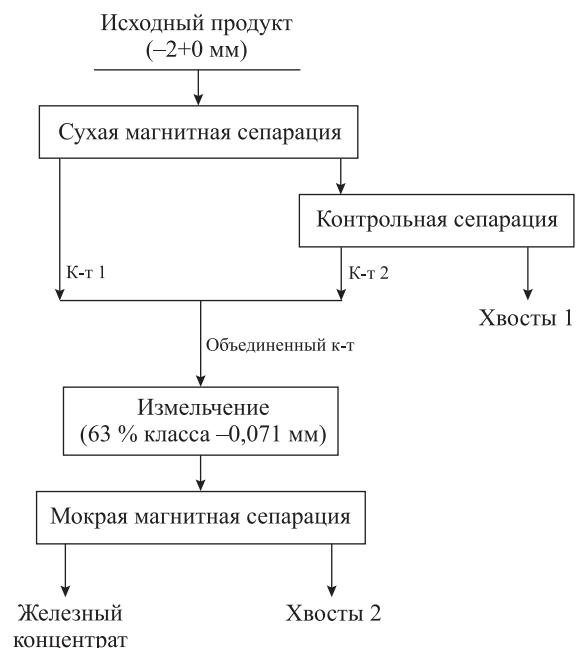 Исходный продукт
(–2+0 мм)
Сухая магнитная сепарация
Контрольная сепарация
К-т 1
К-т 2
Хвосты 1
Объединенный к-т
Измельчение
(63 % класса –0,071 мм)
Мокрая магнитная сепарация
Железный
концентрат
Хвосты 2